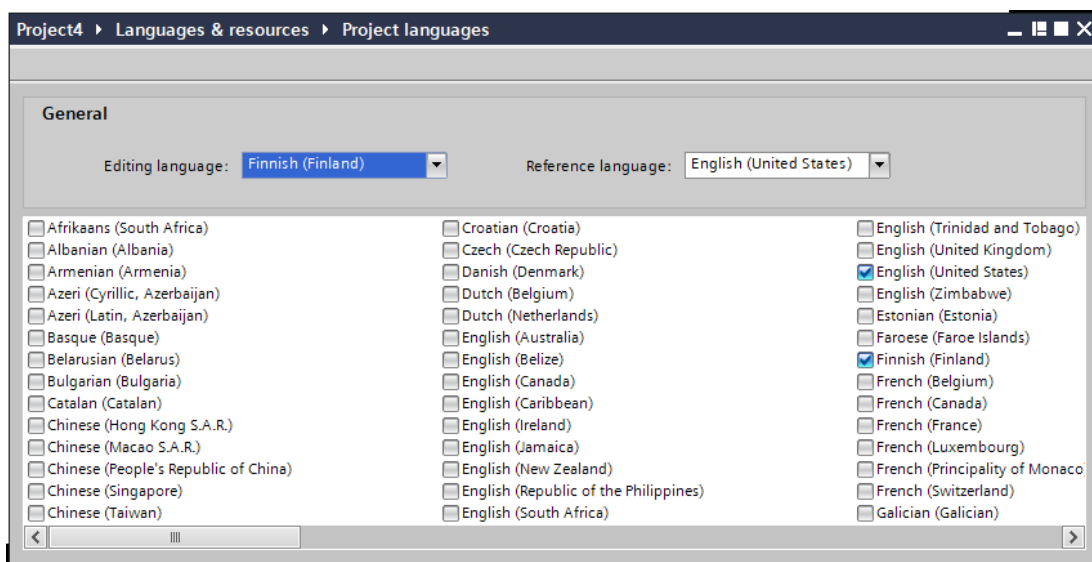 Project4 ▸ Languages & resources ▸ Project languages
General
Editing language: Finnish (Finland) Reference language: English (United States)
Afrikaans (South Africa) Croatian (Croatia) English (Trinidad and Tobago)
Albanian (Albania) Czech (Czech Republic) English (United Kingdom)
Armenian (Armenia) Danish (Denmark) English (United States)
Azeri (Cyrillic, Azerbaijan) Dutch (Belgium) English (Zimbabwe)
Azeri (Latin, Azerbaijan) Dutch (Netherlands) Estonian (Estonia)
Basque (Basque) English (Australia) Faroese (Faroe Islands)
Belarusian (Belarus) English (Belize) Finnish (Finland)
Bulgarian (Bulgaria) English (Canada) French (Belgium)
Catalan (Catalan) English (Caribbean) French (Canada)
Chinese (Hong Kong S.A.R.) English (Ireland) French (France)
Chinese (Macao S.A.R.) English (Jamaica) French (Luxembourg)
Chinese (People's Republic of China) English (New Zealand) French (Principality of Monaco
Chinese (Singapore) English (Republic of the Philippines) French (Switzerland)
Chinese (Taiwan) English (South Africa) Galician (Galician)